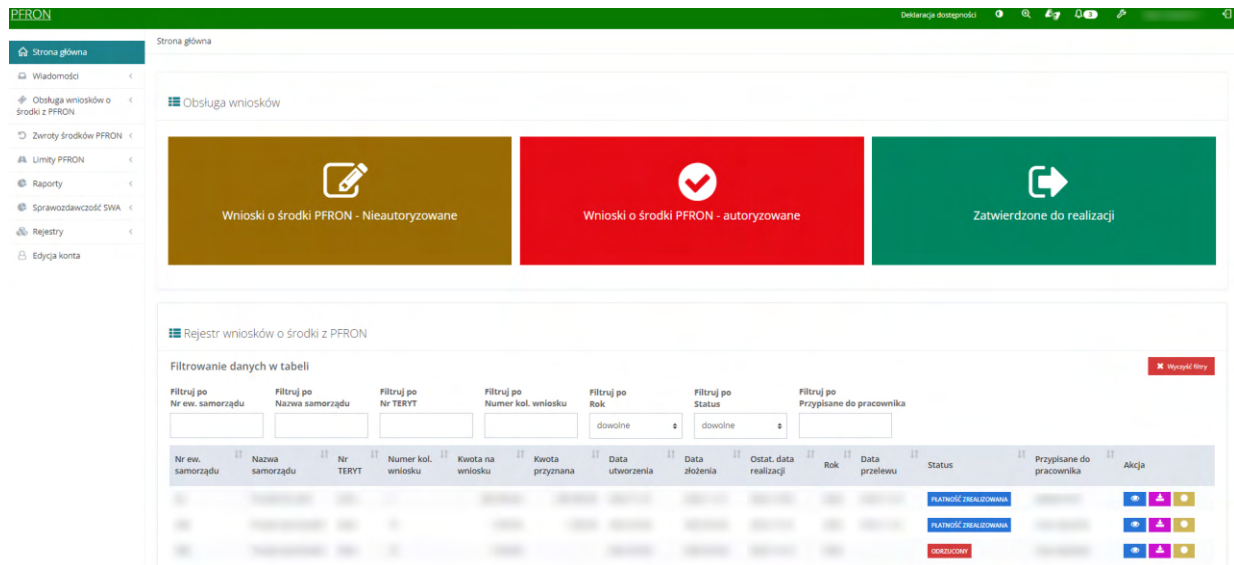 PFRON
Deklaracja dostępności
3
Strona główna
Strona główna
Wiadomości
Obsługa wniosków o
środki z PFRON
Zwroty środków PFRON
Limity PFRON
Raporty
Sprawozdawczość SWA
Rejestry
Edycja konta
Obsługa wniosków
Wnioski o środki PFRON - Nieautoryzowane
Wnioski o środki PFRON - autoryzowane
Zatwierdzone do realizacji
Rejestr wniosków o środki z PFRON
Filtrowanie danych w tabeli
Wyczyść filtry
Filtruj po
Nr ew. samorządu
Filtruj po
Nazwa samorządu
Filtruj po
Nr TERYT
Filtruj po
Numer kol. wniosku
Filtruj po
Rok
dowolne
Filtruj po
Status
dowolne
Filtruj po
Przypisane do pracownika
Nr ew.
samorządu
Nazwa
samorządu
Nr
TERYT
Numer kol.
wniosku
Kwota na
wniosku
Kwota
przyznana
Data
utworzenia
Data
złożenia
Ostat. data
realizacji
Rok
Data
przelewu
Status
Przypisane do
pracownika
Akcja
PŁATNOŚĆ ZREALIZOWANA
PŁATNOŚĆ ZREALIZOWANA
ODRZUCONY